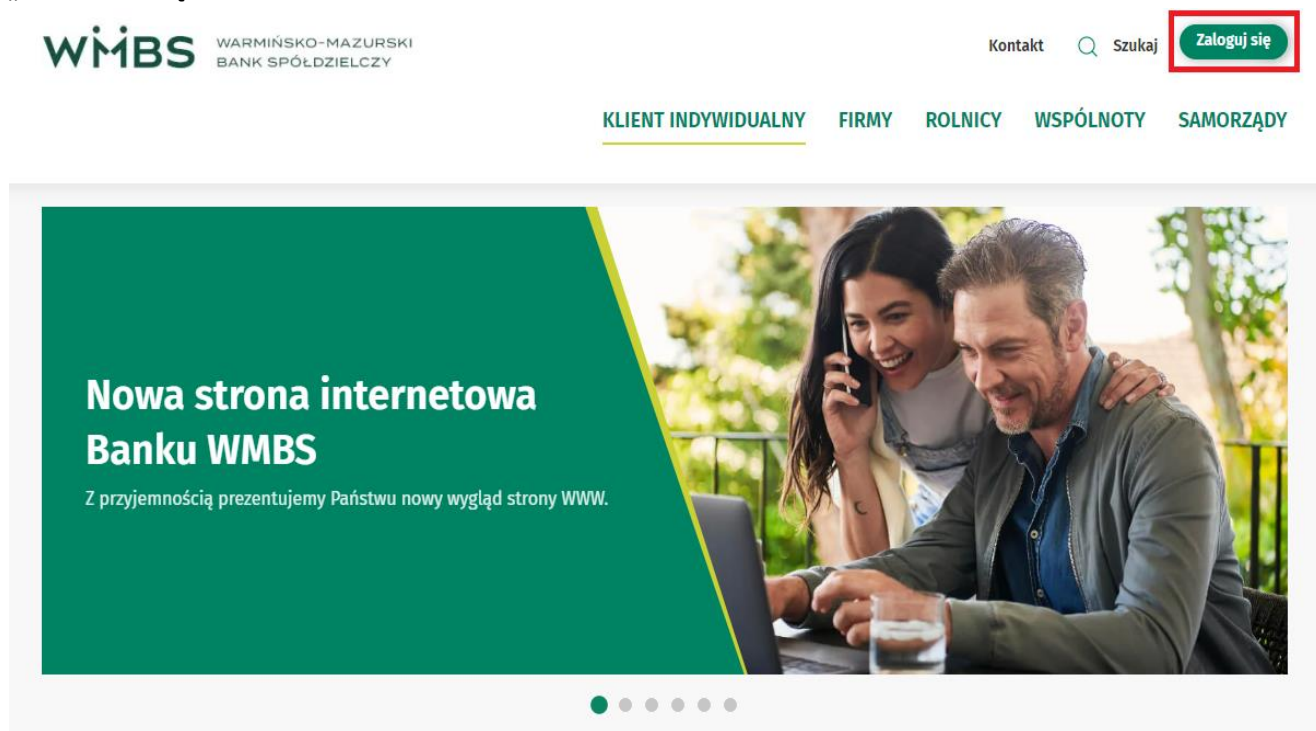 WMBS WARMIŃSKO-MAZURSKI
BANK SPÓŁDZIELCZY
Kontakt Szukaj Zaloguj się
KLIENT INDYWIDUALNY FIRMY ROLNICY WSPÓLNOTY SAMORZĄDY
Nowa strona internetowa
Banku WMBS
Z przyjemnością prezentujemy Państwu nowy wygląd strony WWW.